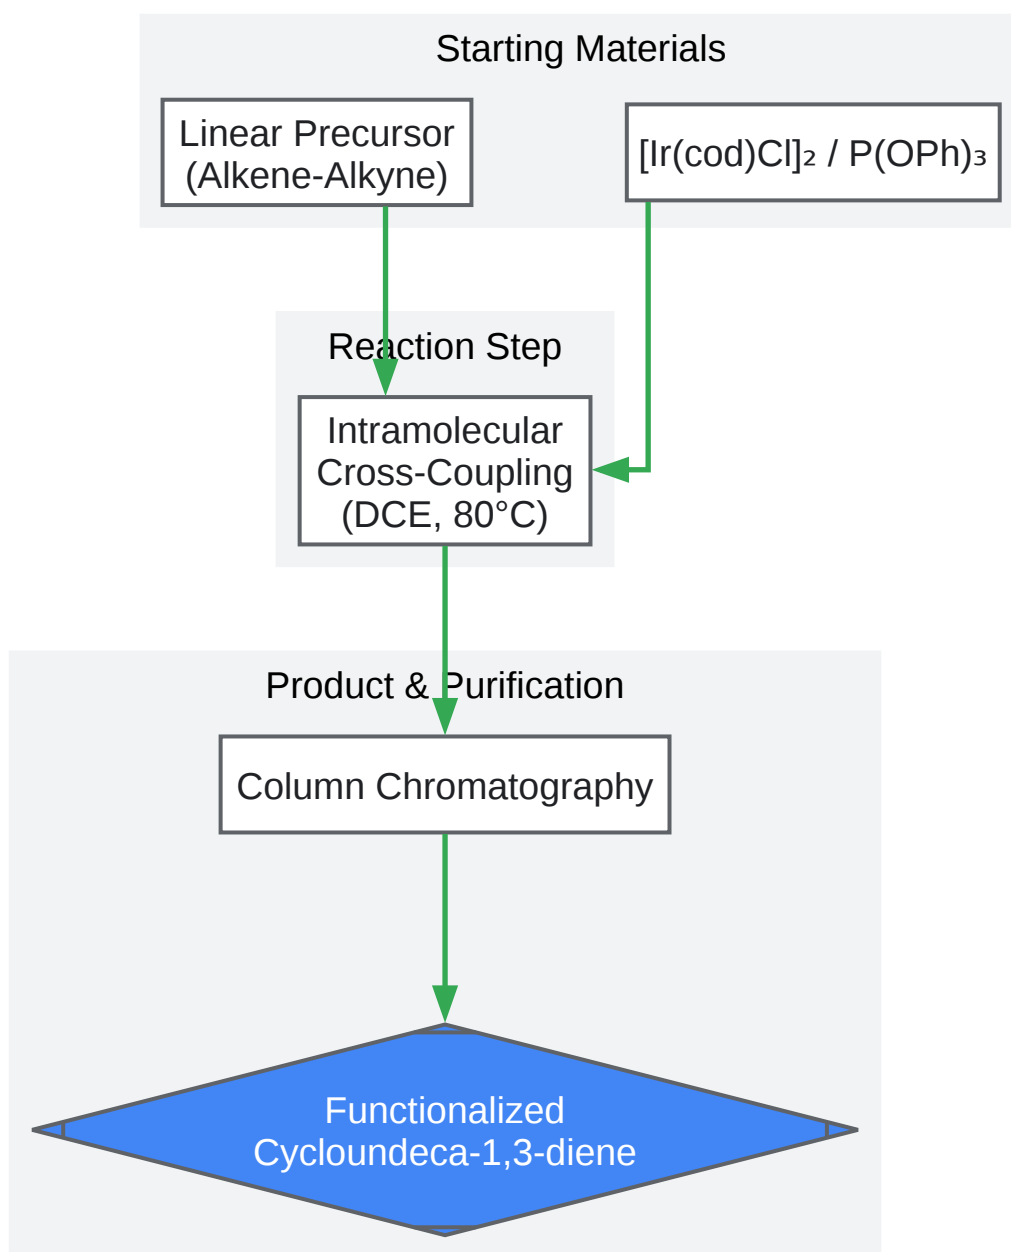 Starting Materials
Linear Precursor
(Alkene-Alkyne)
[Ir(cod)Cl]₂ / P(OPh)₃
Reaction Step
Intramolecular
Cross-Coupling
(DCE, 80°C)
Product & Purification
Column Chromatography
Functionalized
Cycloundeca-1,3-diene